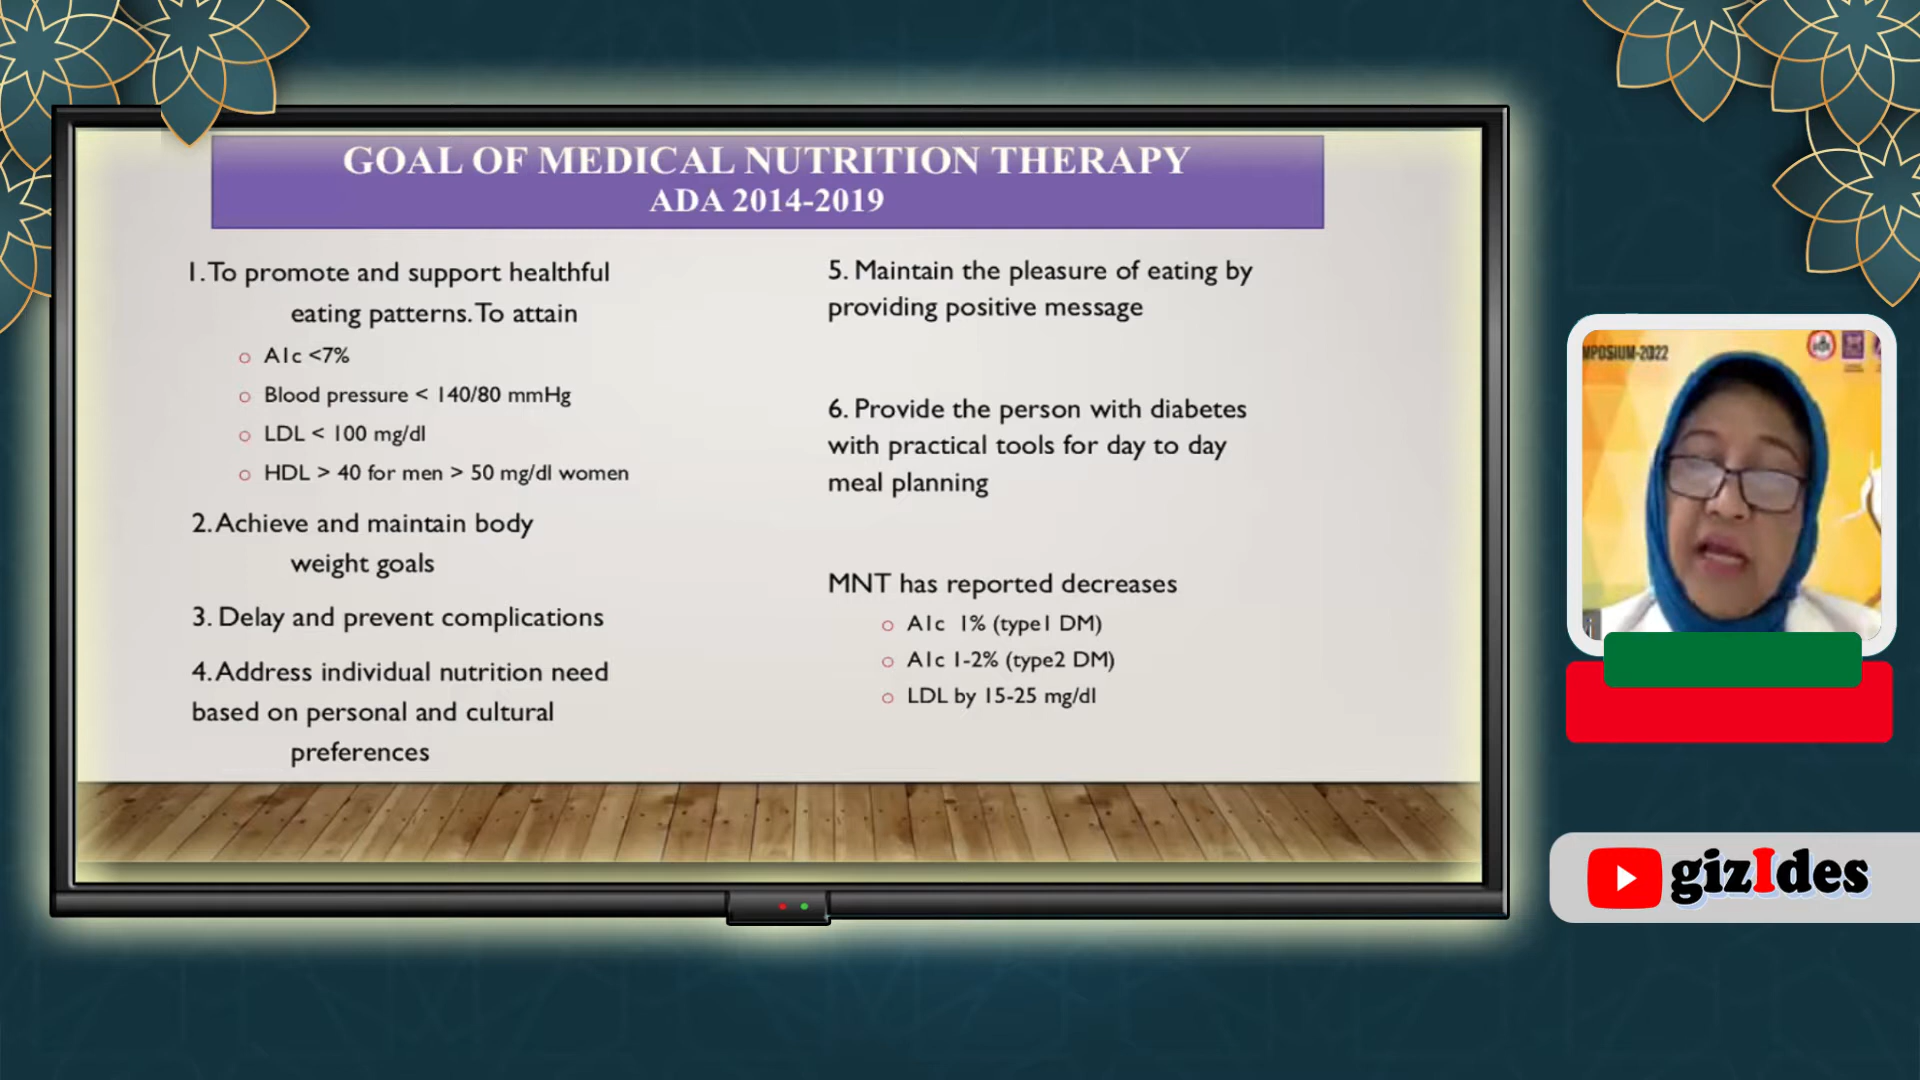 GOAL OF MEDICAL NUTRITION THERAPY
ADA 2014-2019
1. To promote and support healthful
eating patterns. To attain
A1c <7%
Blood pressure < 140/80 mmHg
LDL < 100 mg/dl
HDL > 40 for men > 50 mg/dl women
2. Achieve and maintain body
weight goals
3. Delay and prevent complications
4. Address individual nutrition need
based on personal and cultural
preferences
5. Maintain the pleasure of eating by
providing positive message
6. Provide the person with diabetes
with practical tools for day to day
meal planning
MNT has reported decreases
A1c 1% (type1 DM)
A1c 1-2% (type2 DM)
LDL by 15-25 mg/dl
MPOSIUM-2022
gizIdes